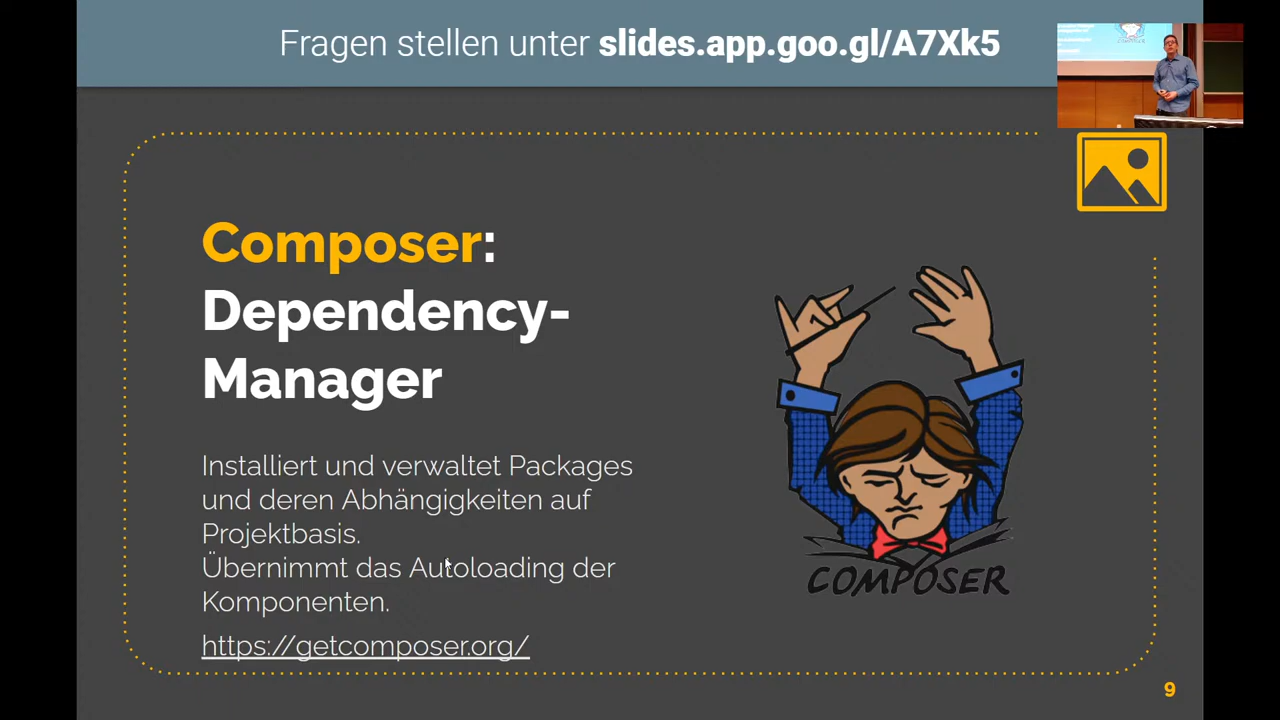 Fragen stellen unter slides.app.goo.gl/A7Xk5
Composer:
Dependency-
Manager
Installiert und verwaltet Packages
und deren Abhängigkeiten auf
Projektbasis.
Übernimmt das Autoloading der
Komponenten.
https://getcomposer.org/
COMPOSER
9